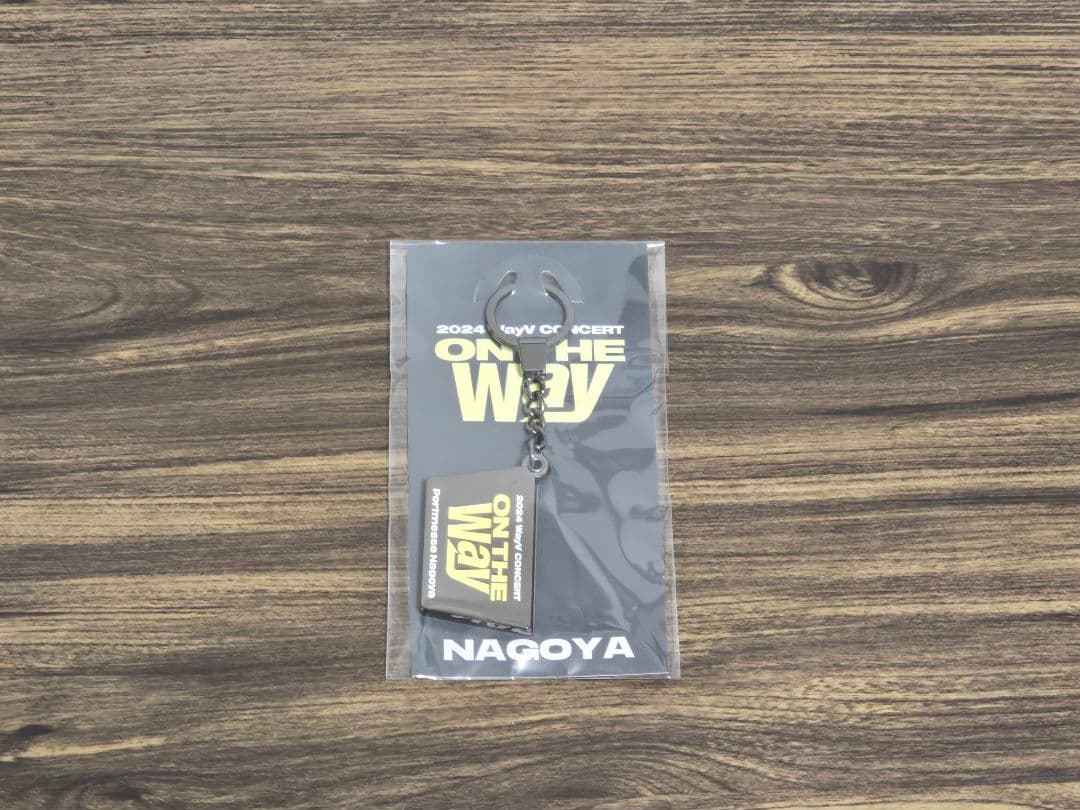 2024 WayV CONCERT
ON THE
Way
2024 WayV CONCERT
ON THE
Way
Portmesse Nagoya
NAGOYA